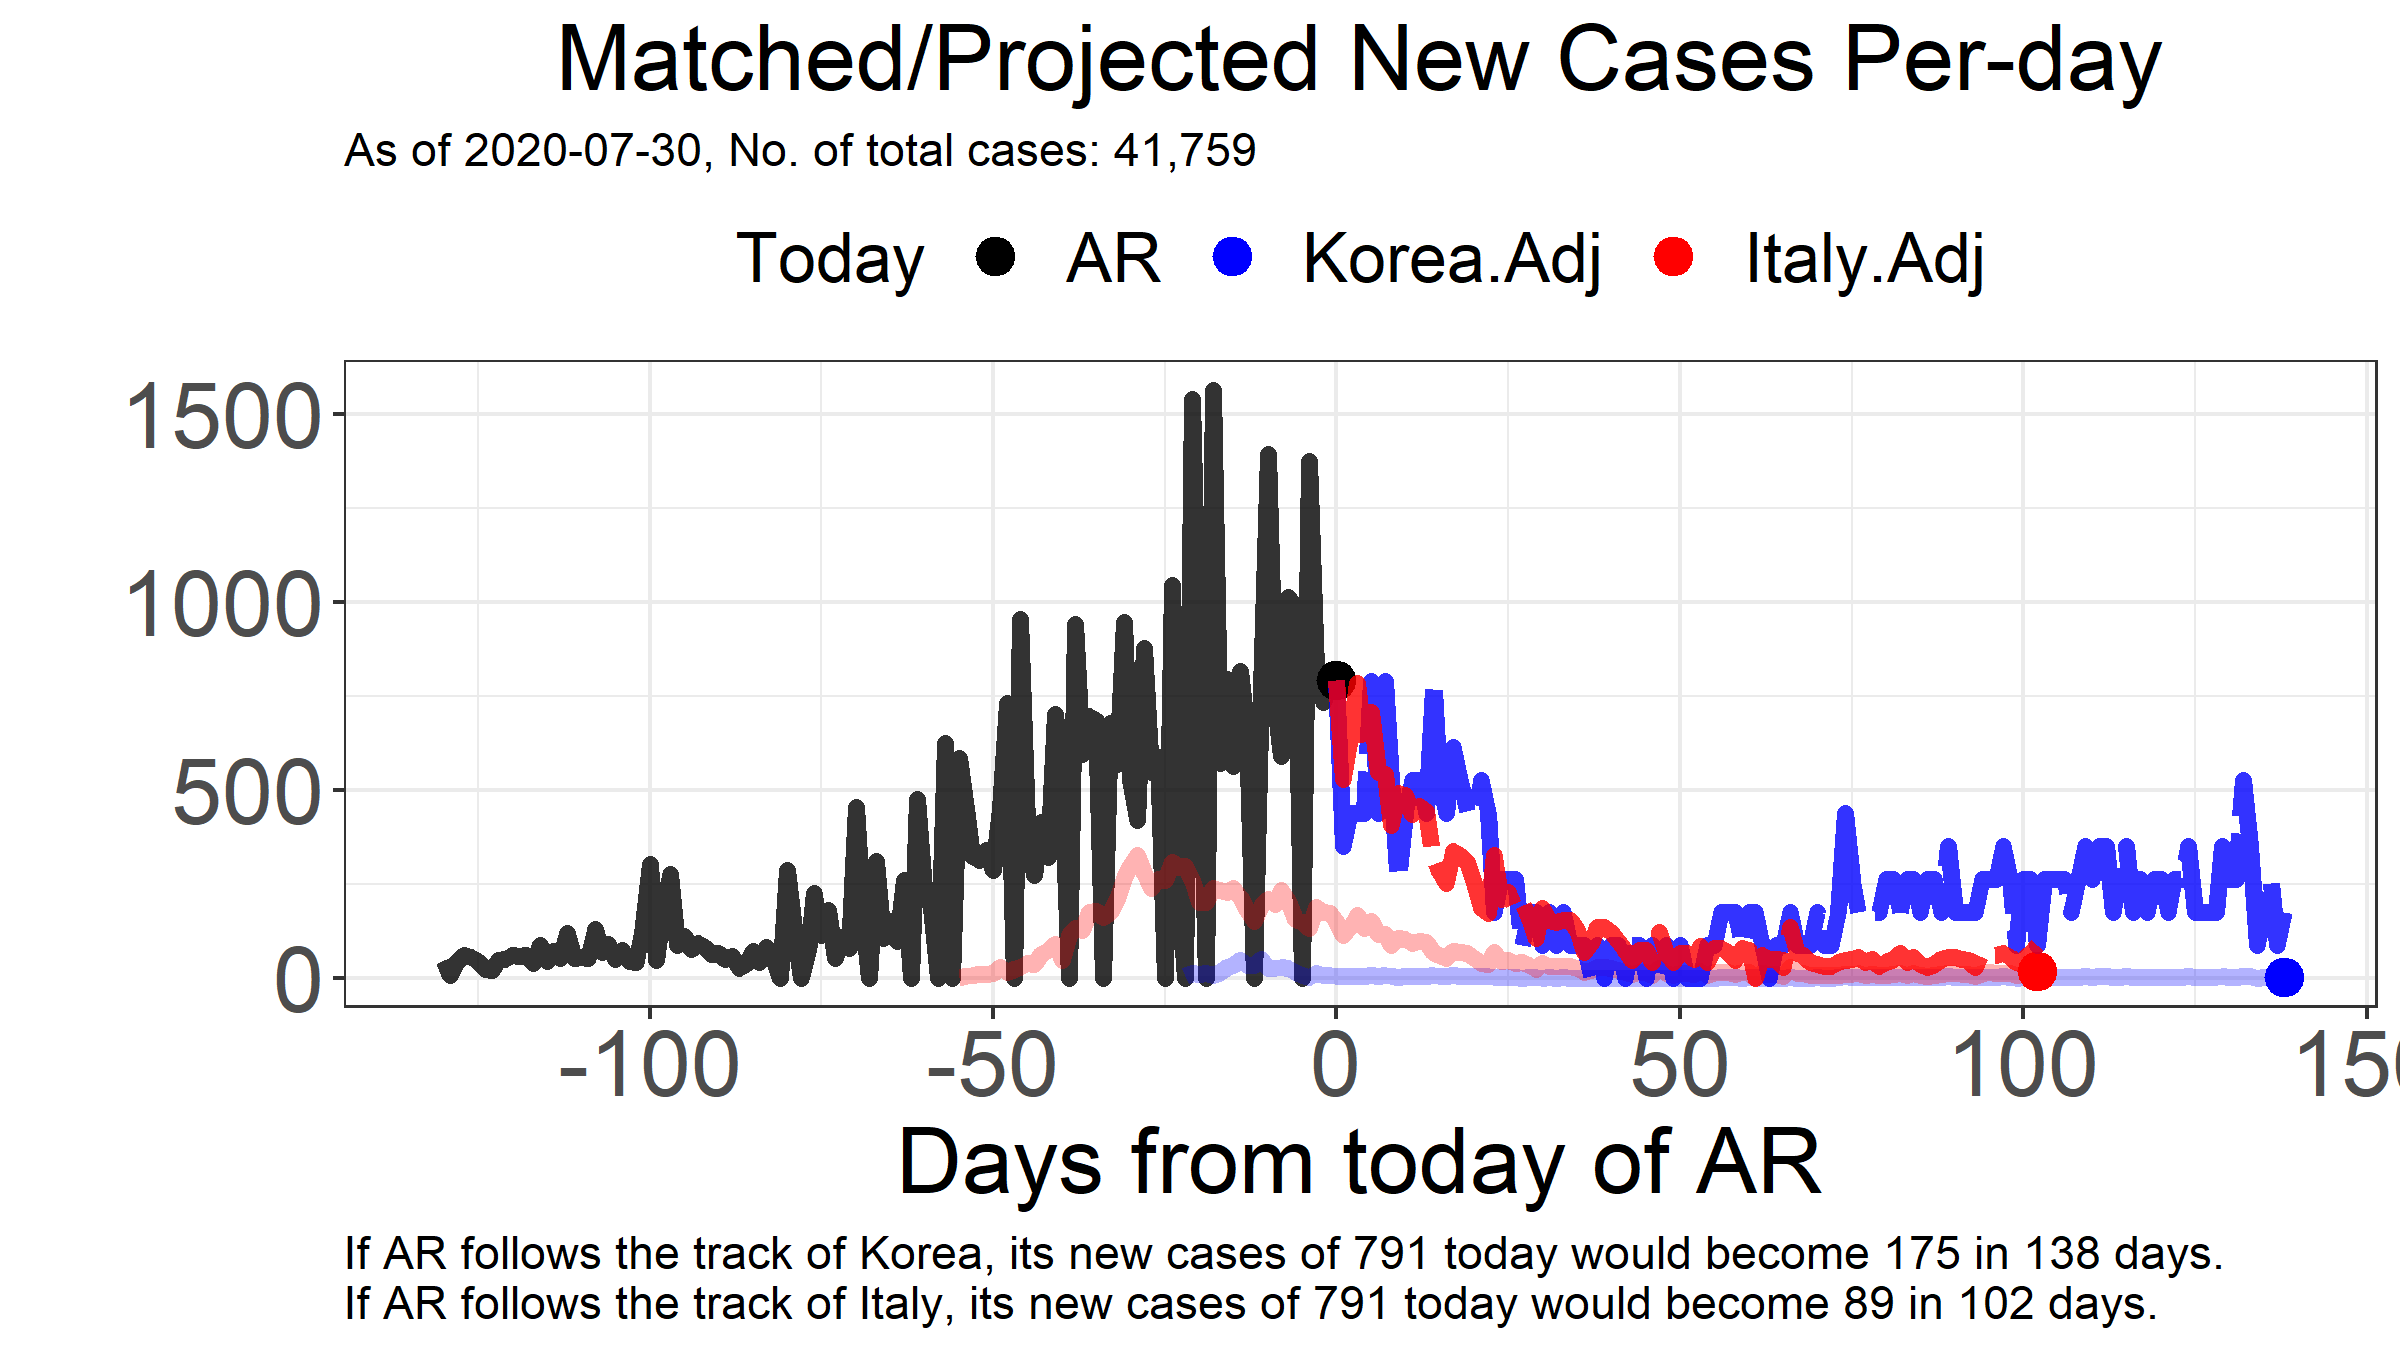 Matched/Projected New Cases Per-day
As of 2020-07-30, No. of total cases: 41,759
Today AR Korea.Adj Italy.Adj
1500
1000
500
0
-100 -50 0 50 100 150
Days from today of AR
If AR follows the track of Korea, its new cases of 791 today would become 175 in 138 days.
If AR follows the track of Italy, its new cases of 791 today would become 89 in 102 days.